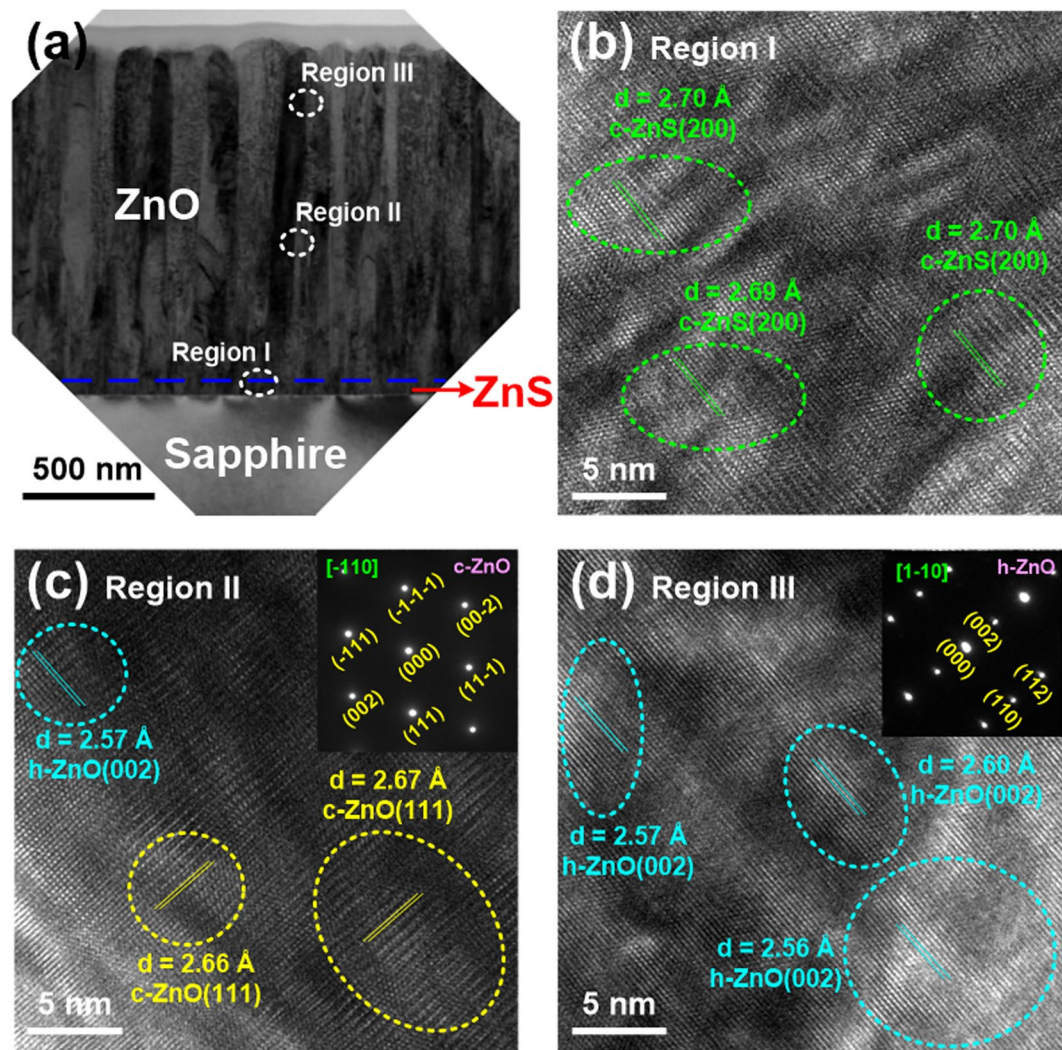 (a)
Region III
ZnO
Region II
Region I
ZnS
Sapphire
500 nm
(b) Region I
d = 2.70 Å
c-ZnS(200)
d = 2.70 Å
c-ZnS(200)
d = 2.69 Å
c-ZnS(200)
5 nm
(c) Region II
[-110]
c-ZnO
(-1-1-1)
(00-2)
(-111)
(000)
(11-1)
(002)
(111)
d = 2.57 Å
h-ZnO(002)
d = 2.67 Å
c-ZnO(111)
d = 2.66 Å
c-ZnO(111)
5 nm
(d) Region III
[1-10]
h-ZnO
(002)
(000)
(112)
(110)
d = 2.60 Å
h-ZnO(002)
d = 2.57 Å
h-ZnO(002)
d = 2.56 Å
h-ZnO(002)
5 nm